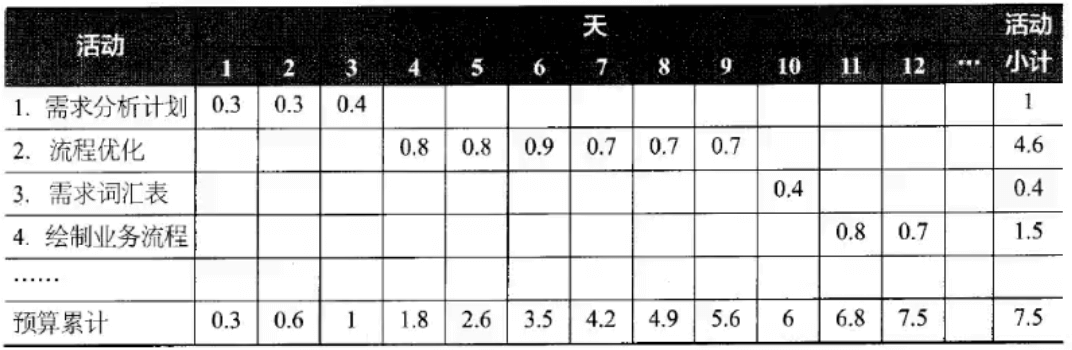 活动 天 活动小计
1 2 3 4 5 6 7 8 9 10 11 12 …
1. 需求分析计划 0.3 0.3 0.4 1
2. 流程优化 0.8 0.8 0.9 0.7 0.7 0.7 4.6
3. 需求词汇表 0.4 0.4
4. 绘制业务流程 0.8 0.7 1.5
……
预算累计 0.3 0.6 1 1.8 2.6 3.5 4.2 4.9 5.6 6 6.8 7.5 7.5